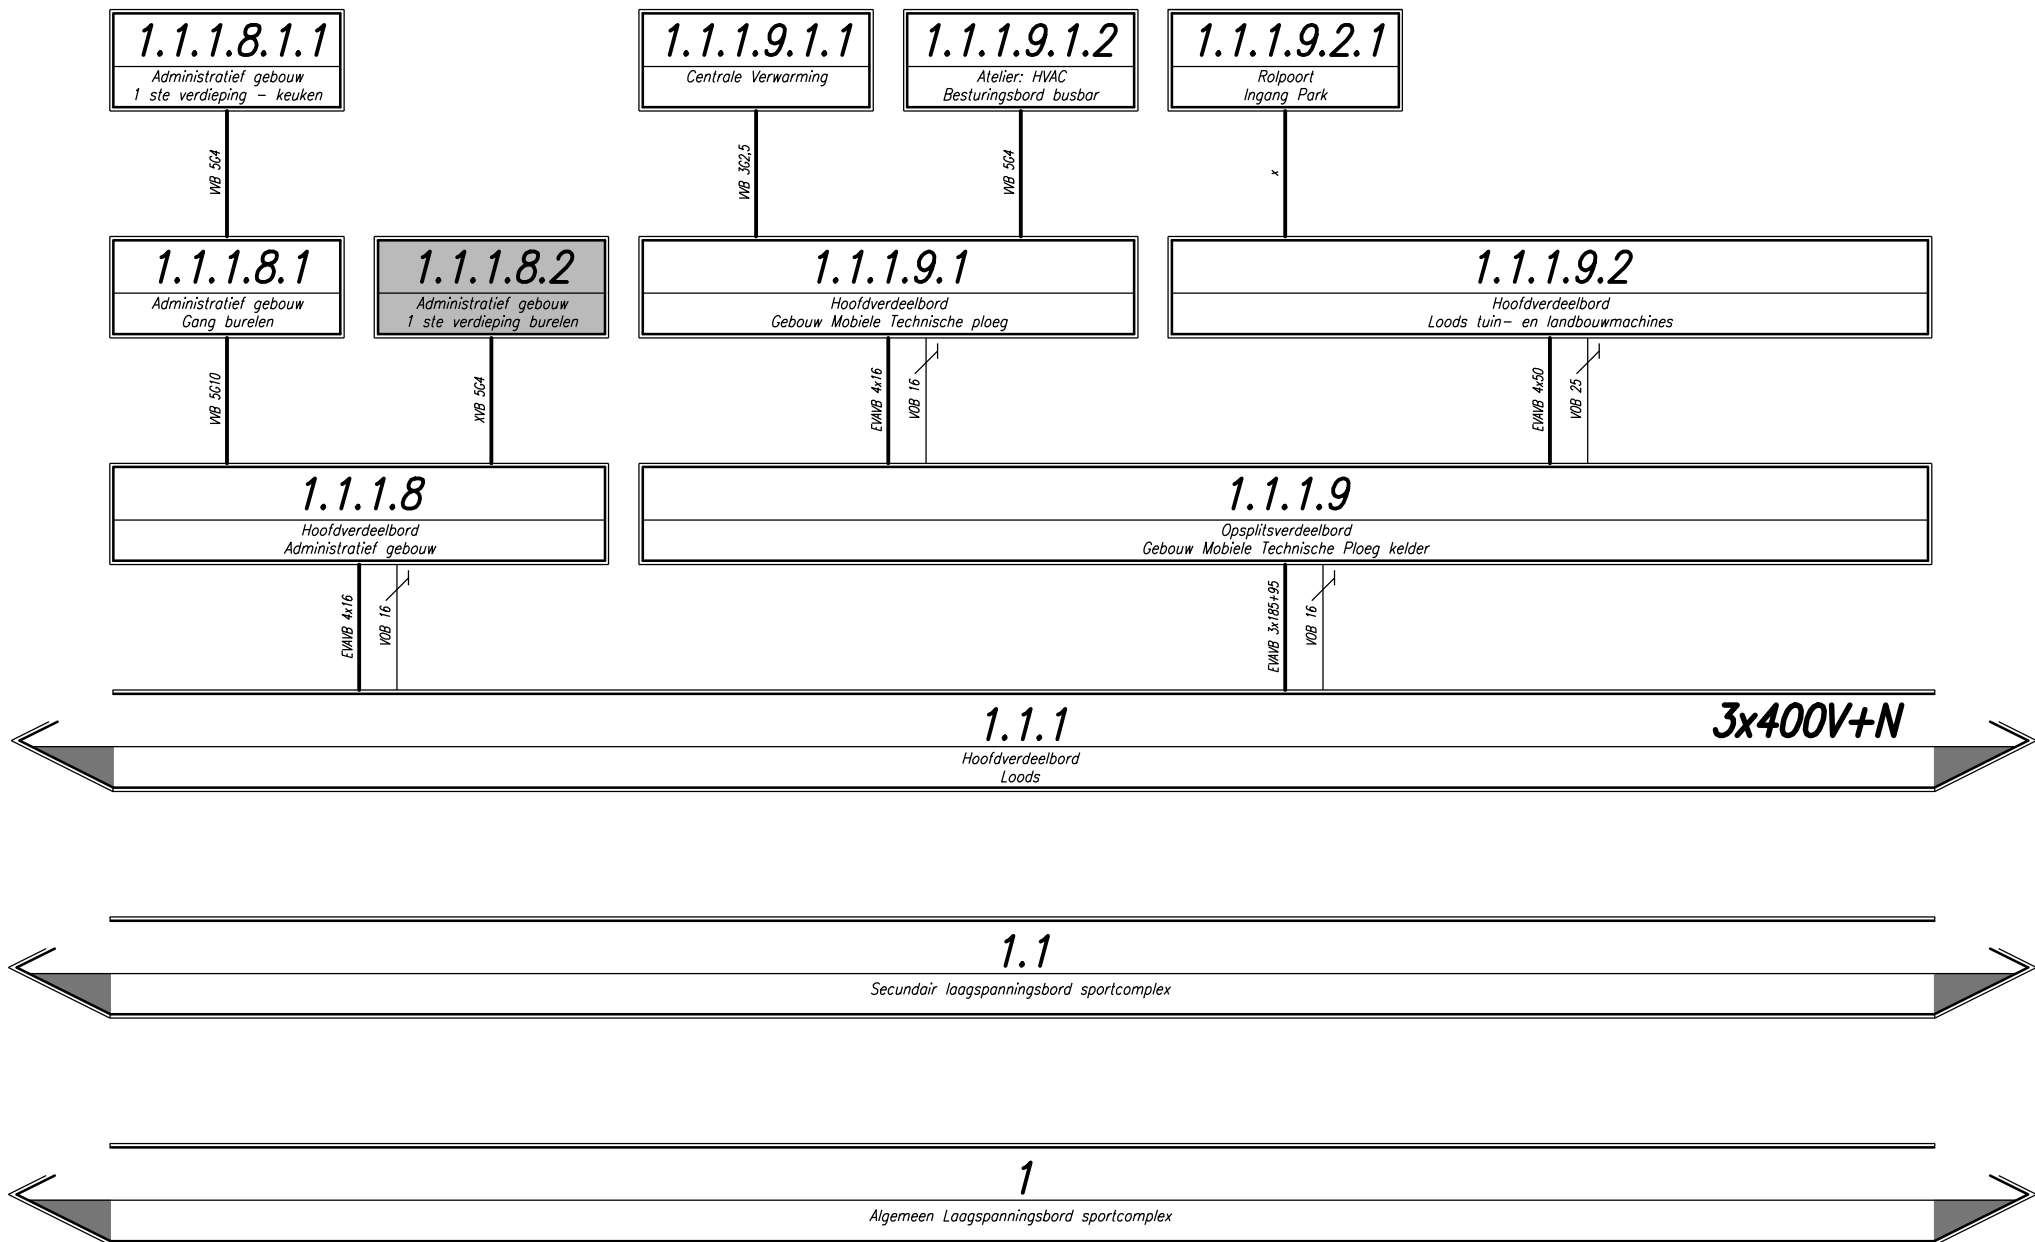 1.1.1.8.1.1
Administratief gebouw
1 ste verdieping - keuken
1.1.1.9.1.1
Centrale Verwarming
1.1.1.9.1.2
Atelier: HVAC
Besturingsbord busbar
1.1.1.9.2.1
Rolpoort
Ingang Park
VVB 5G4
VVB 3G2,5
VVB 5G4
x
1.1.1.8.1
Administratief gebouw
Gang burelen
1.1.1.8.2
Administratief gebouw
1 ste verdieping burelen
1.1.1.9.1
Hoofdverdeelbord
Gebouw Mobiele Technische ploeg
1.1.1.9.2
Hoofdverdeelbord
Loods tuin- en landbouwmachines
VVB 5G10
XVB 5G4
EVAVB 4x16
VOB 16
EVAVB 4x50
VOB 25
1.1.1.8
Hoofdverdeelbord
Administratief gebouw
1.1.1.9
Opsplitsverdeelbord
Gebouw Mobiele Technische Ploeg kelder
EVAVB 4x16
VOB 16
EVAVB 3x185+95
VOB 16
1.1.1
3x400V+N
Hoofdverdeelbord
Loods
1.1
Secundair laagspanningsbord sportcomplex
1
Algemeen Laagspanningsbord sportcomplex